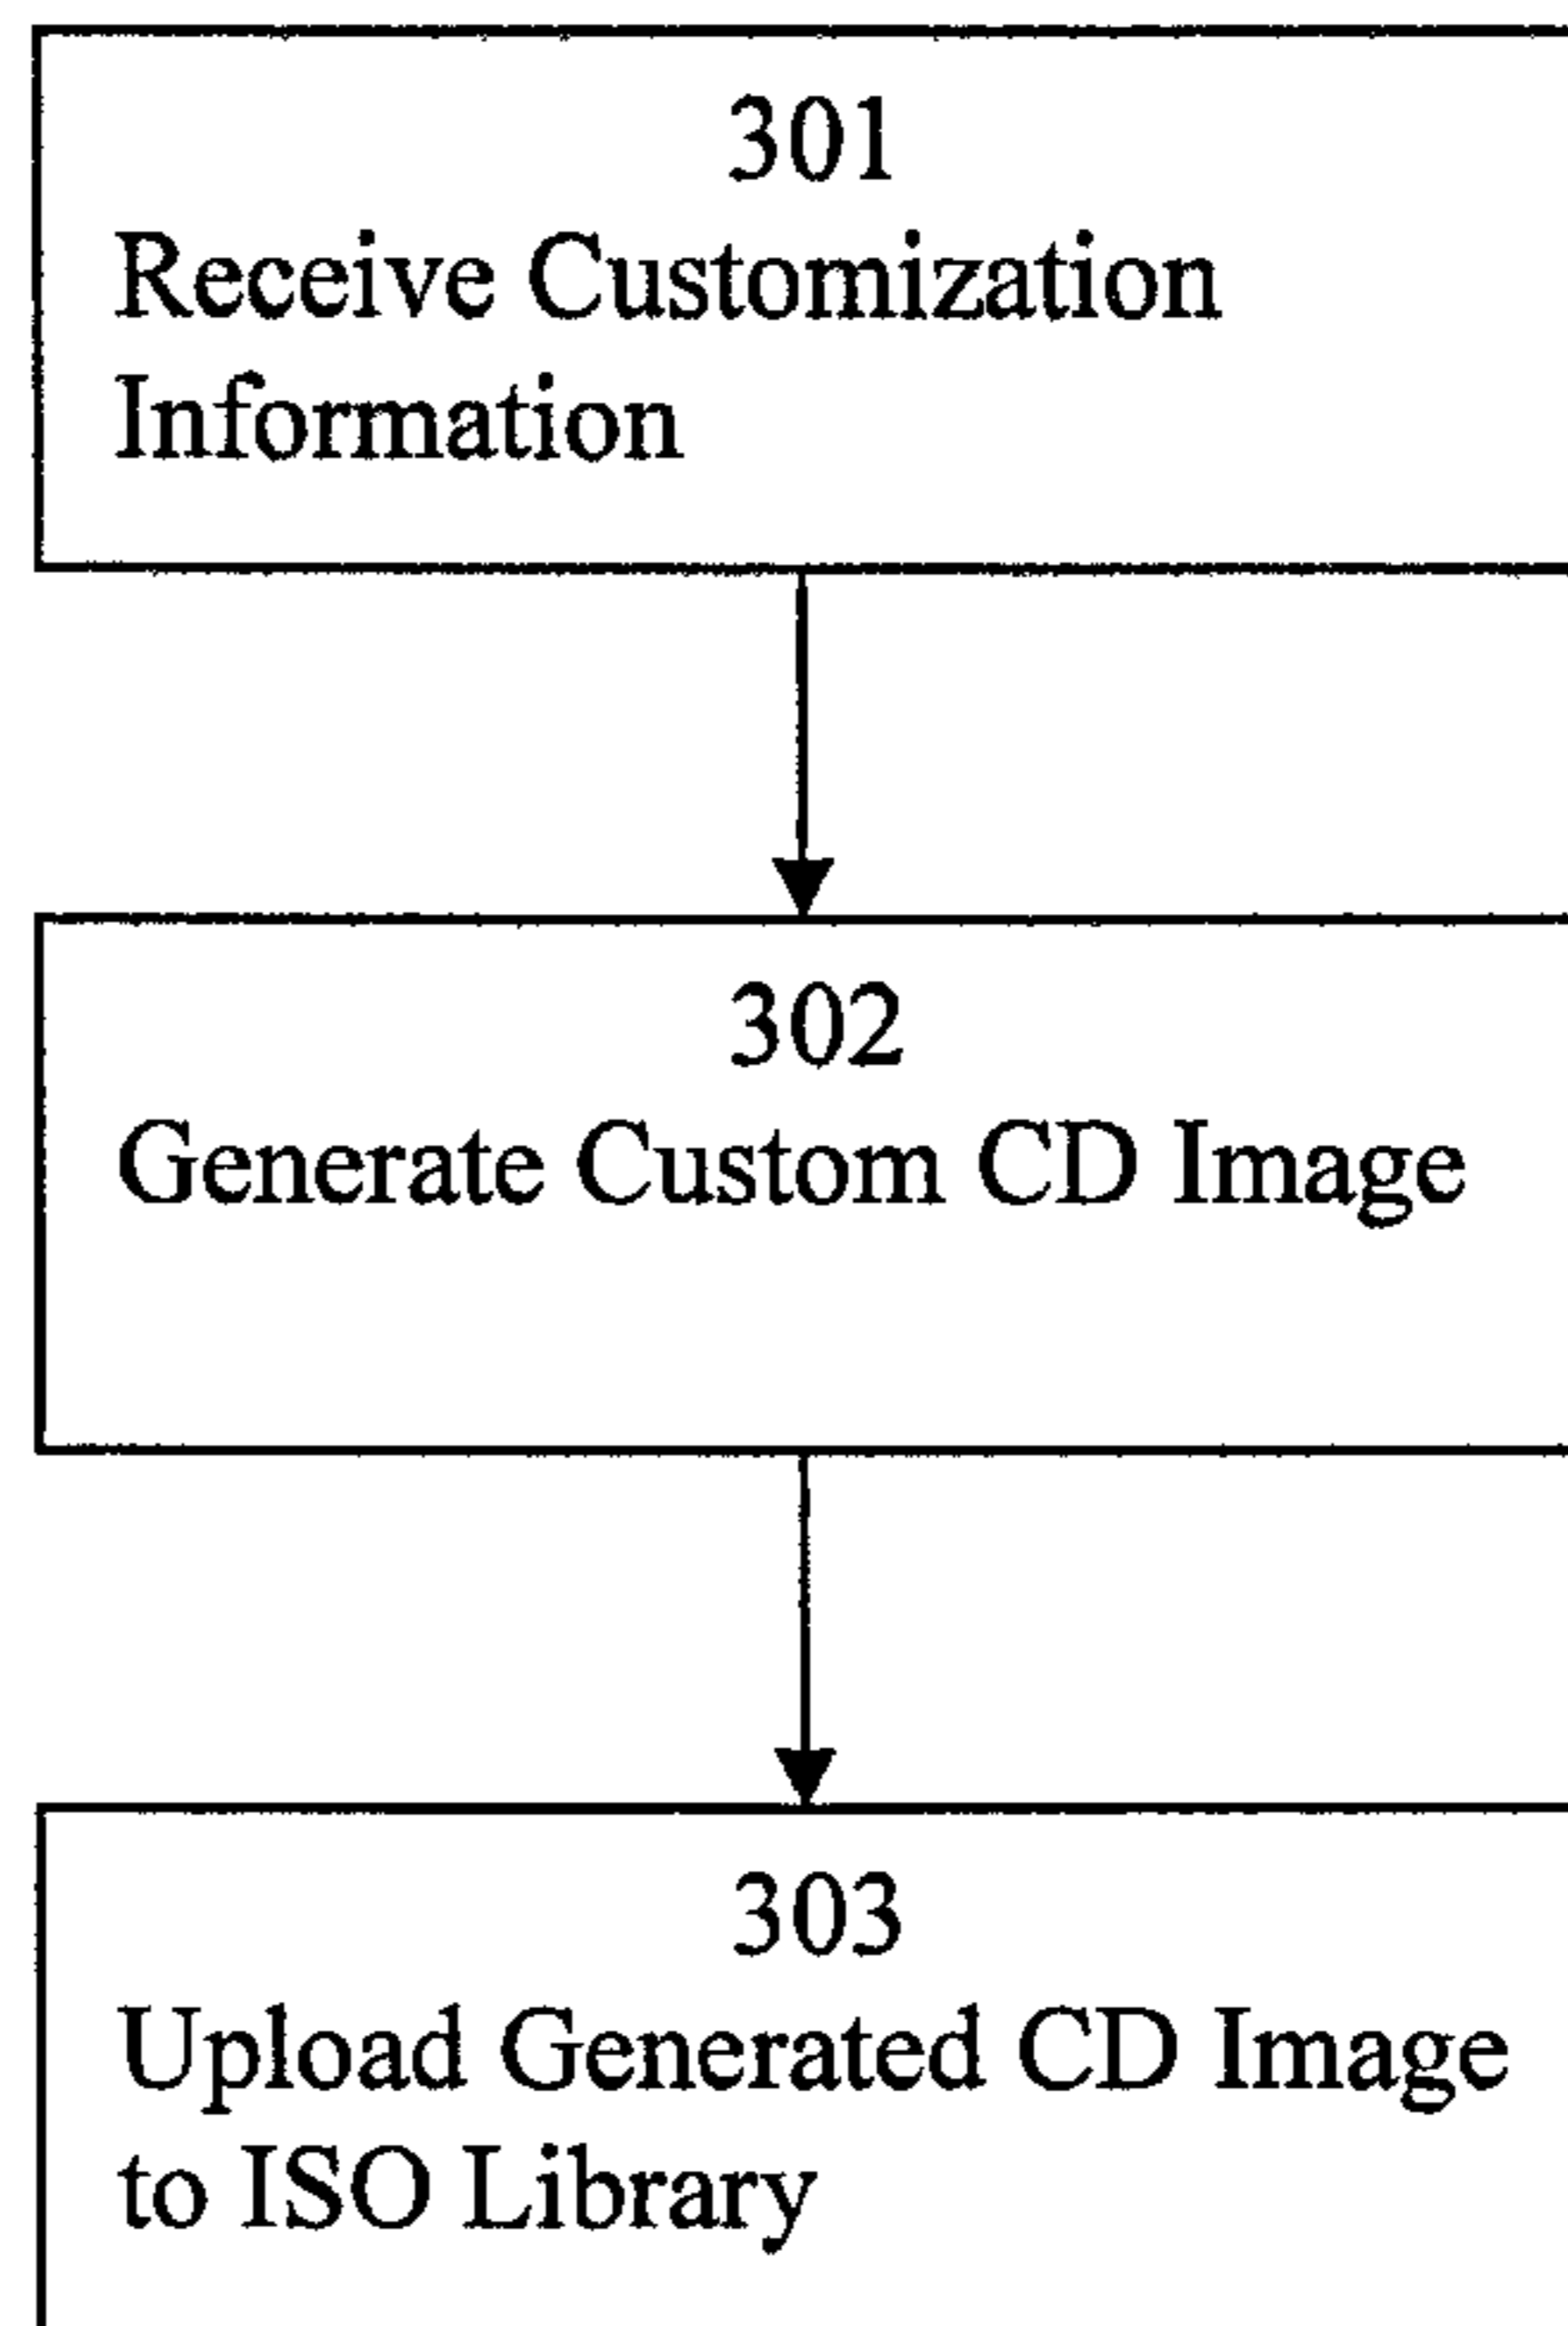 301
Receive Customization
Information
302
Generate Custom CD Image
303
Upload Generated CD Image
to ISO Library